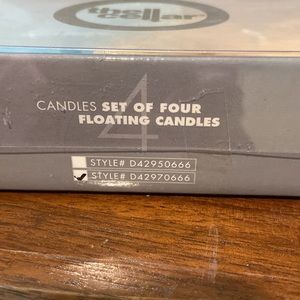 the cellar
4
CANDLES SET OF FOUR
FLOATING CANDLES
STYLE# D42950666
STYLE# D42970666